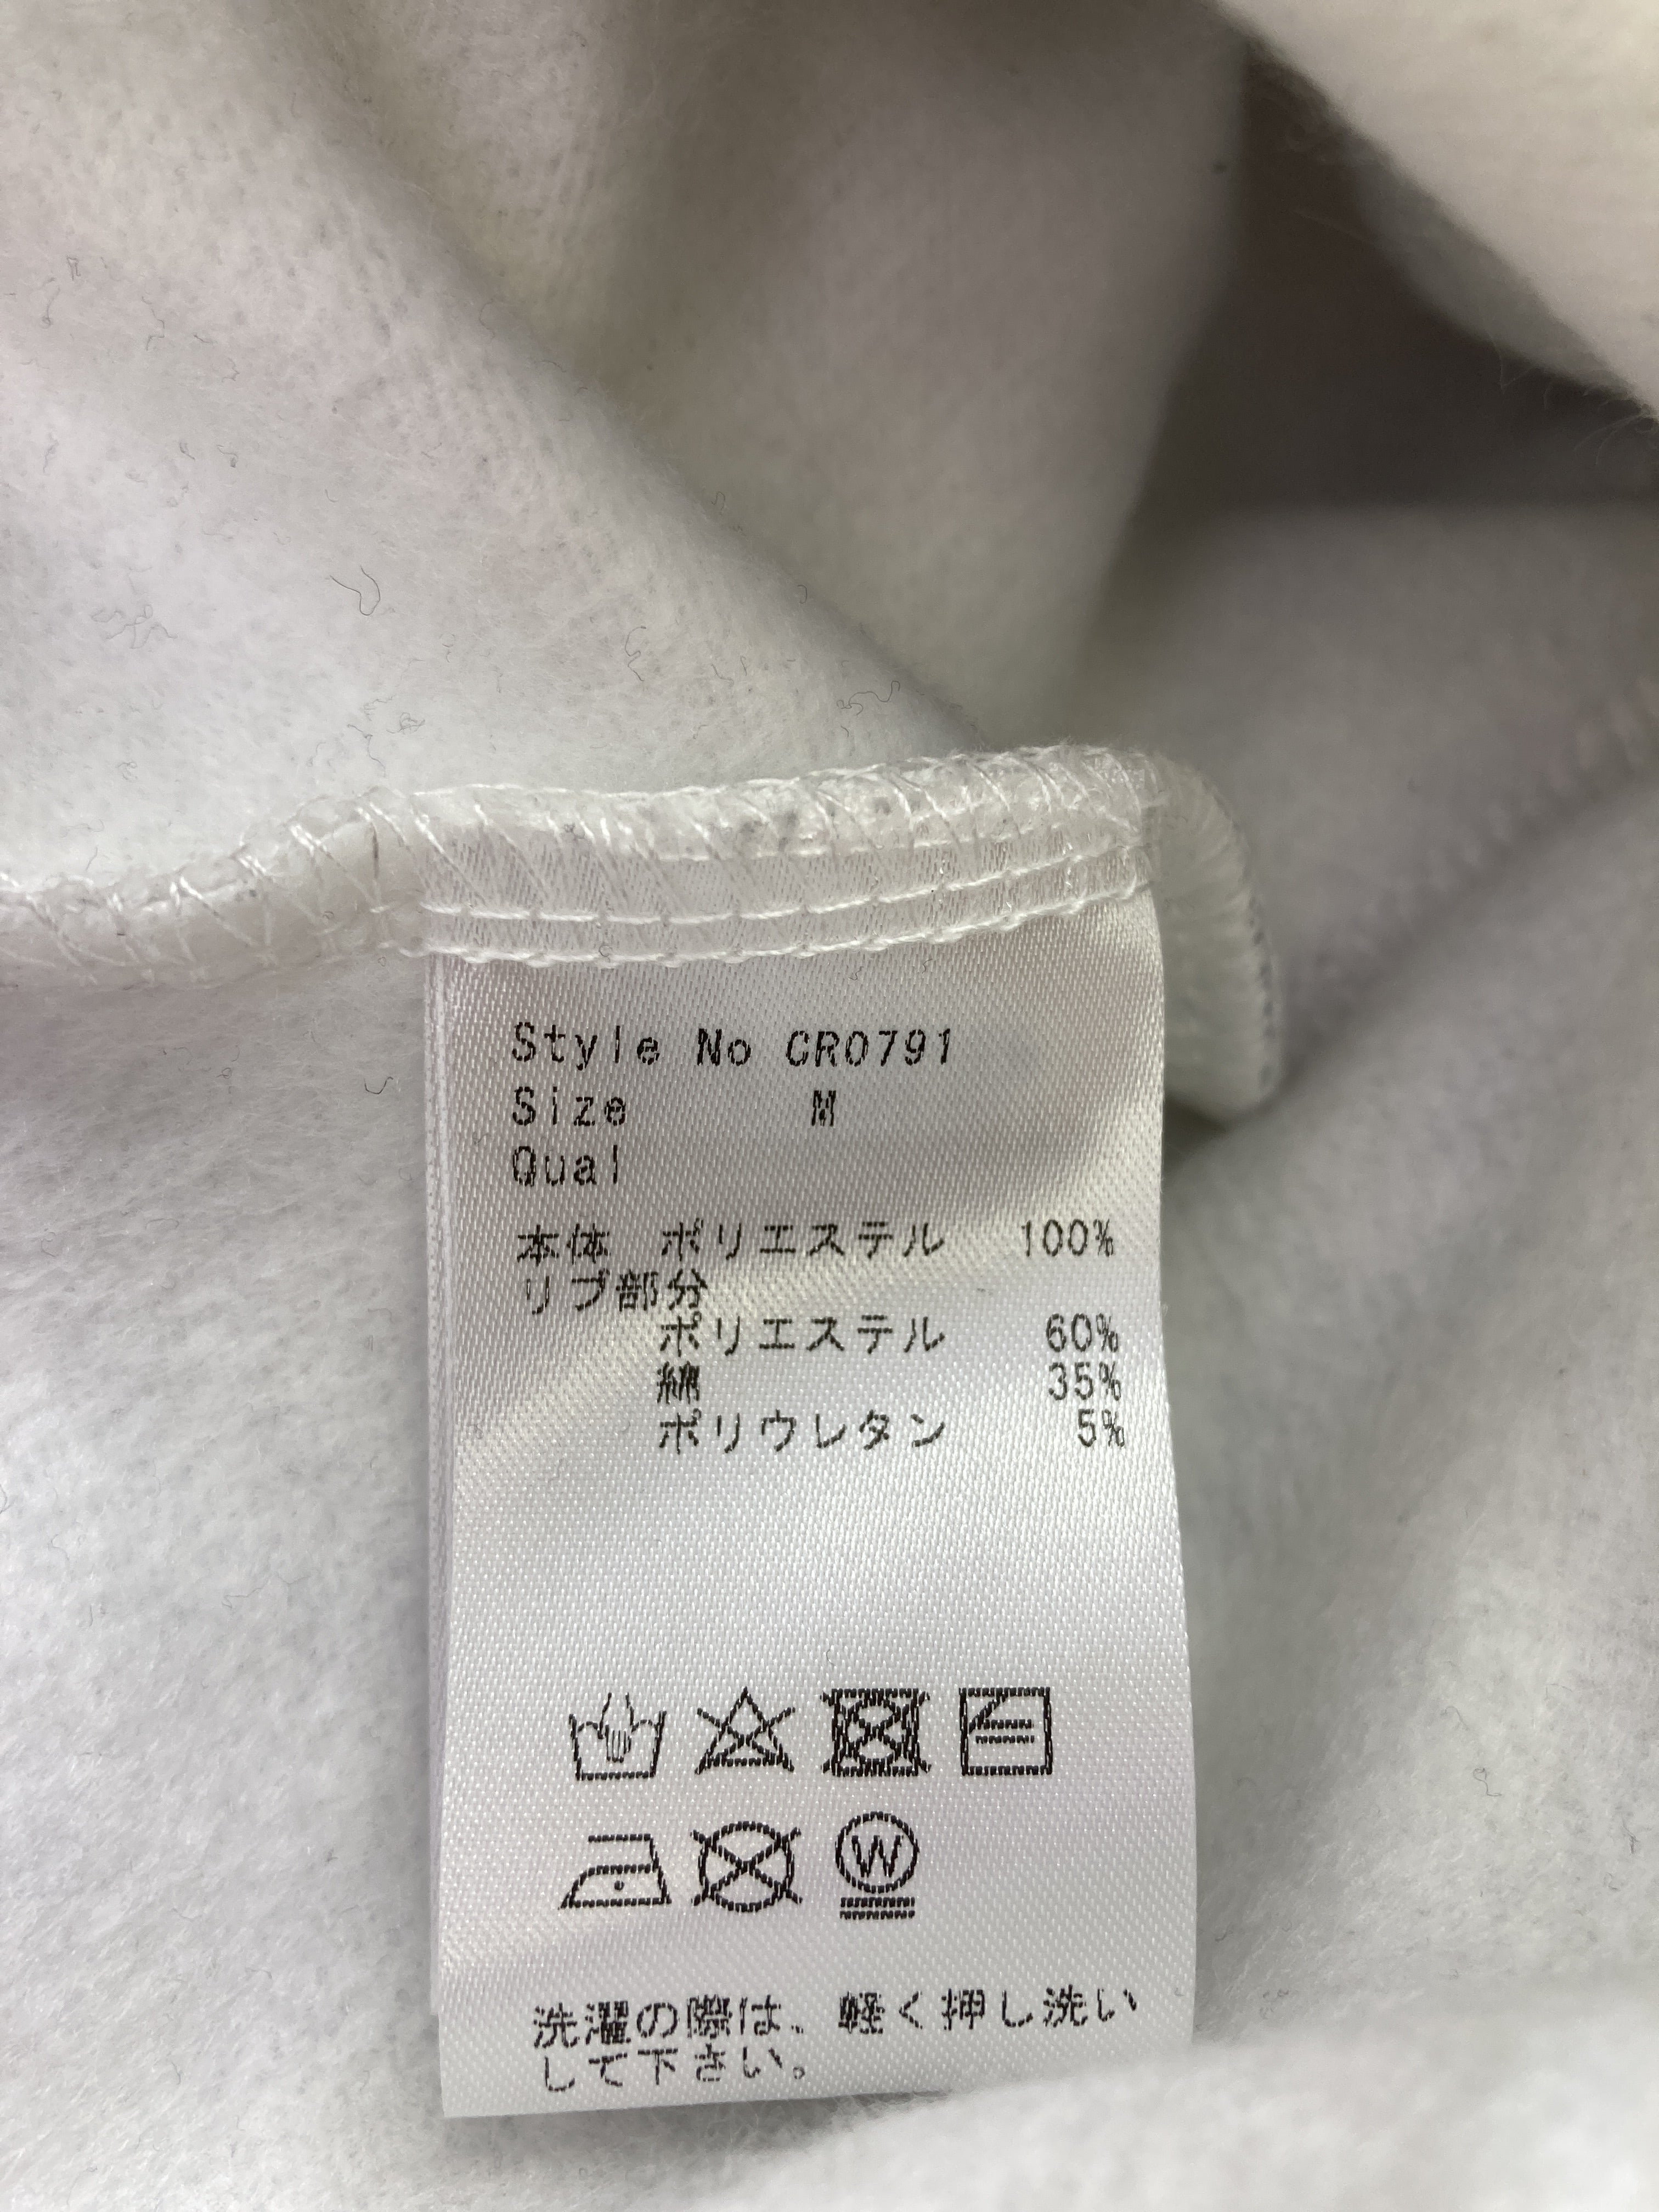 Style No CR0791
Size M
Qual
本体 ポリエステル 100%
リブ部分
ポリエステル 60%
綿 35%
ポリウレタン 5%
W
洗濯の際は、軽く押し洗い
して下さい。